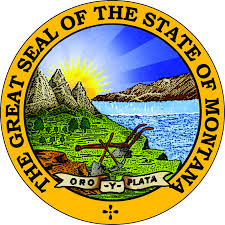 THE GREAT SEAL OF THE STATE OF MONTANA
ORO -Y- PLATA